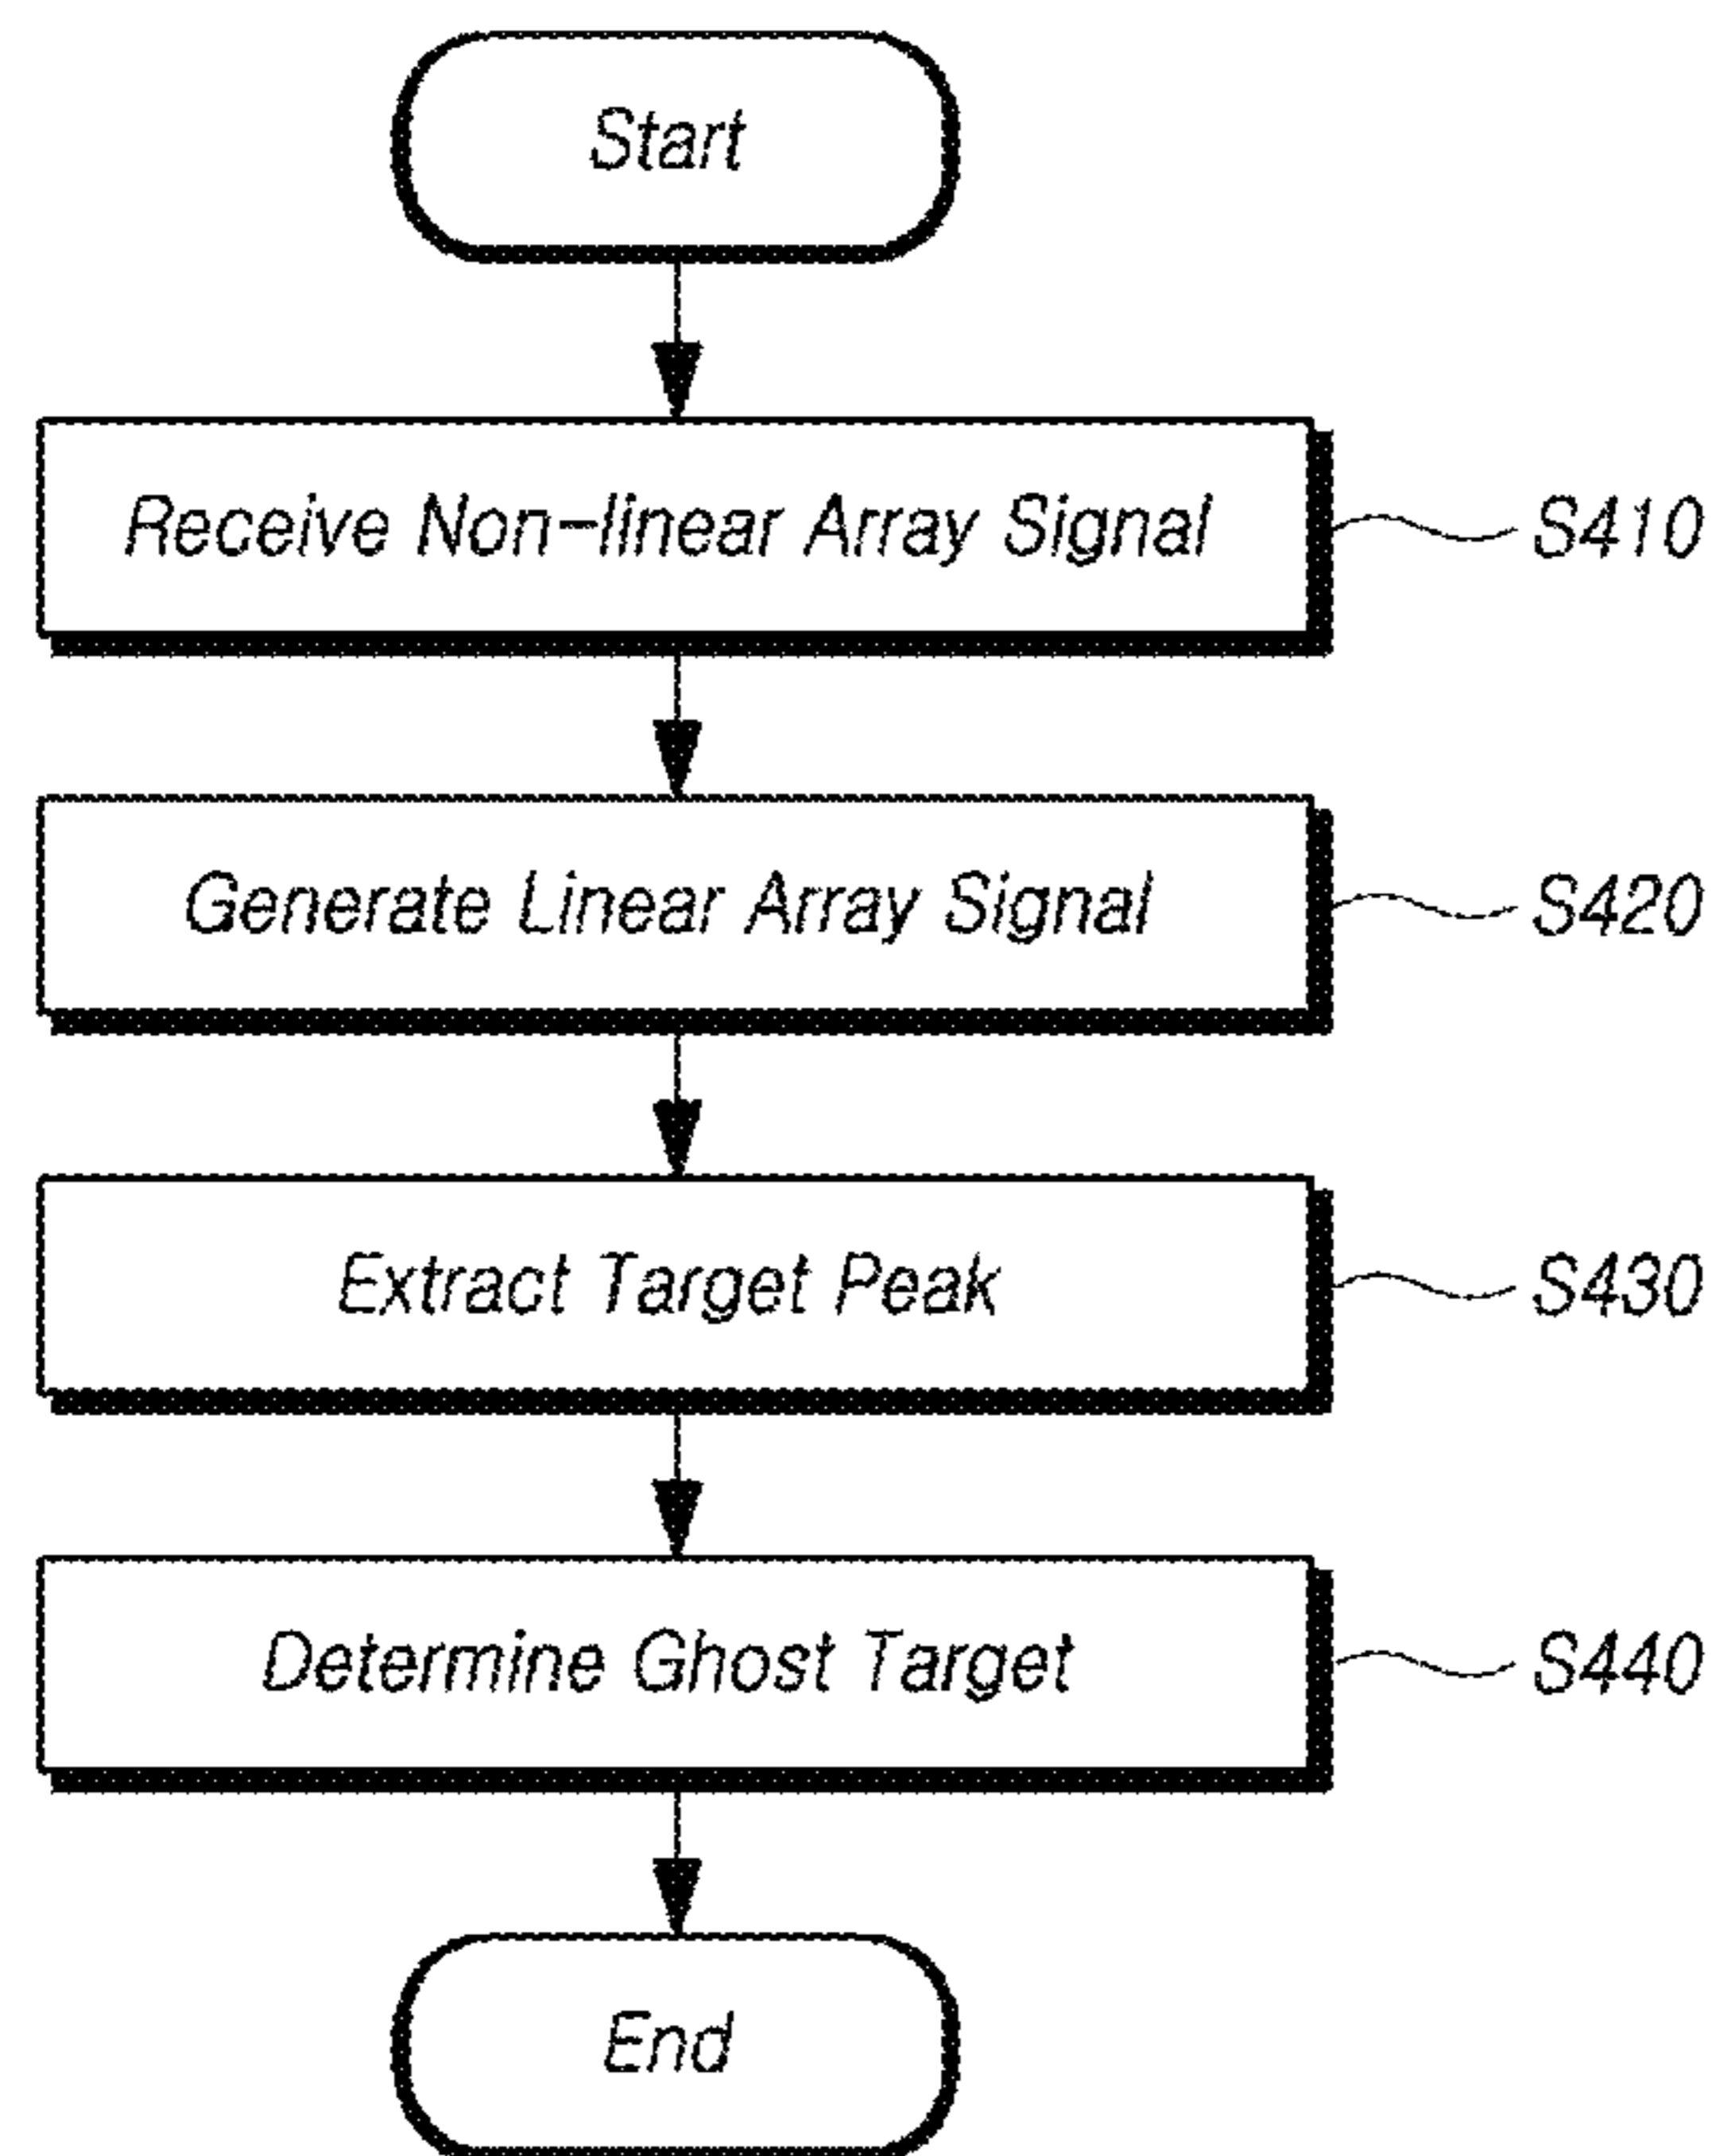 Start
Receive Non-linear Array Signal
S410
Generate Linear Array Signal
S420
Extract Target Peak
S430
Determine Ghost Target
S440
End